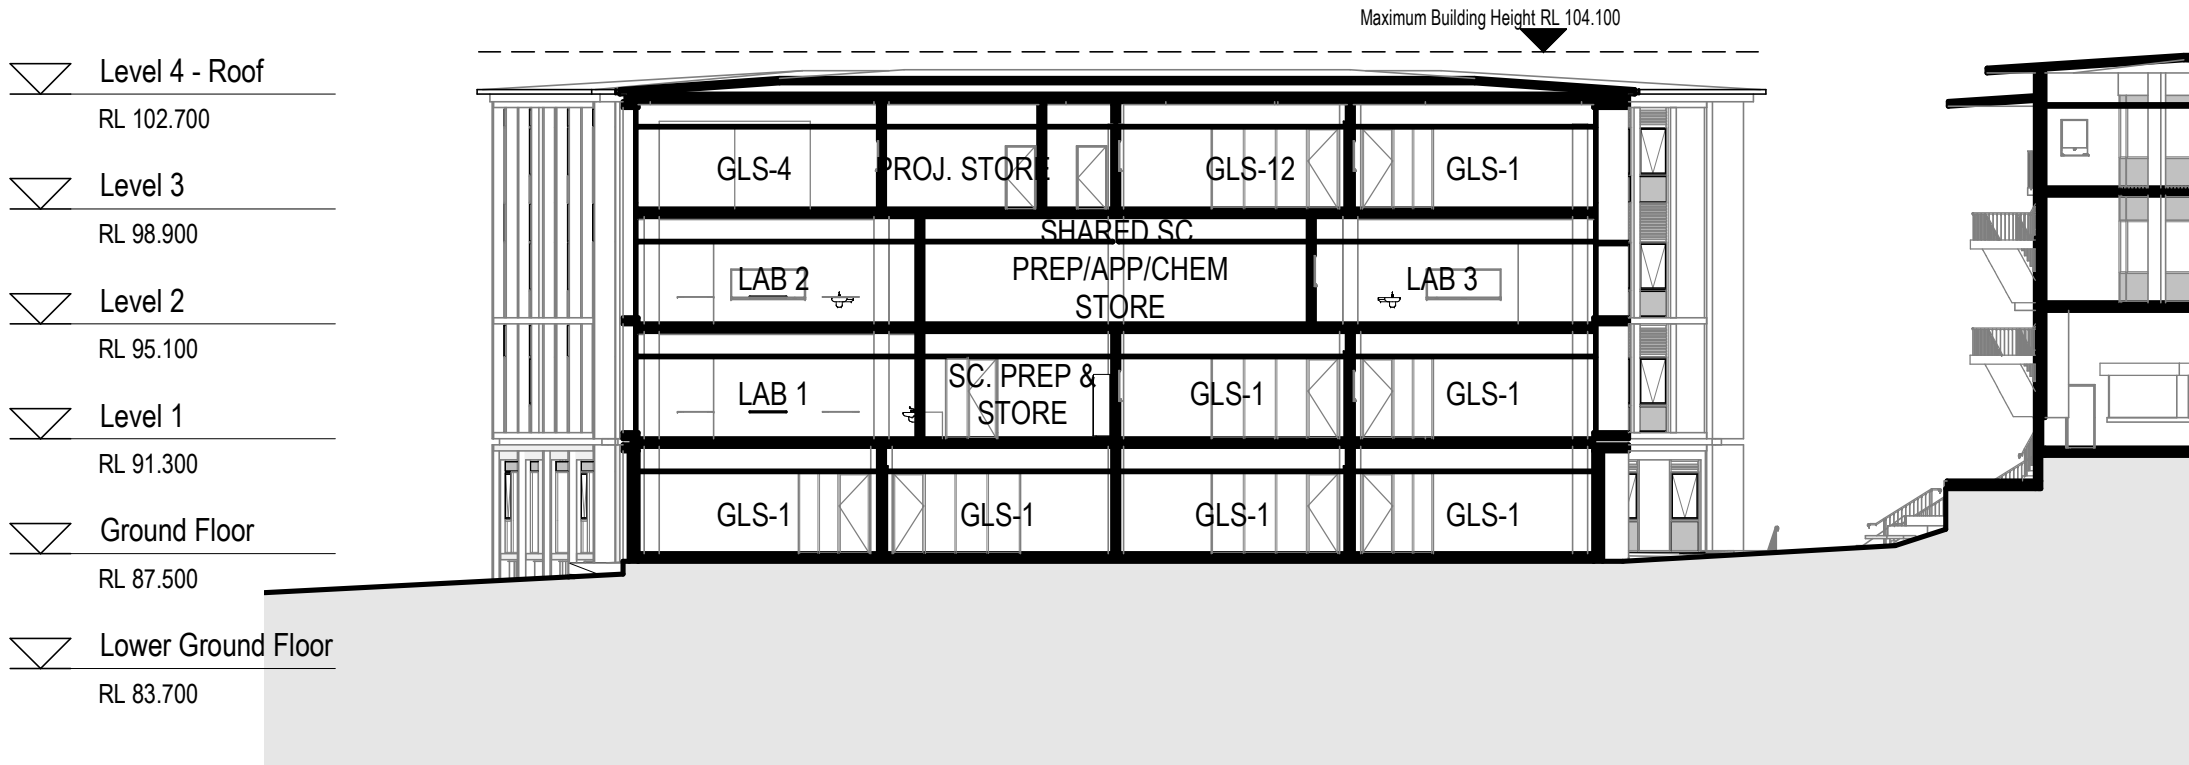 Maximum Building Height RL 104.100
Level 4 - Roof
RL 102.700
Level 3
RL 98.900
Level 2
RL 95.100
Level 1
RL 91.300
Ground Floor
RL 87.500
Lower Ground Floor
RL 83.700
GLS-4
PROJ. STORE
GLS-12
GLS-1
LAB 2
SHARED SC
PREP/APP/CHEM
STORE
LAB 3
LAB 1
SC. PREP &
STORE
GLS-1
GLS-1
GLS-1
GLS-1
GLS-1
GLS-1